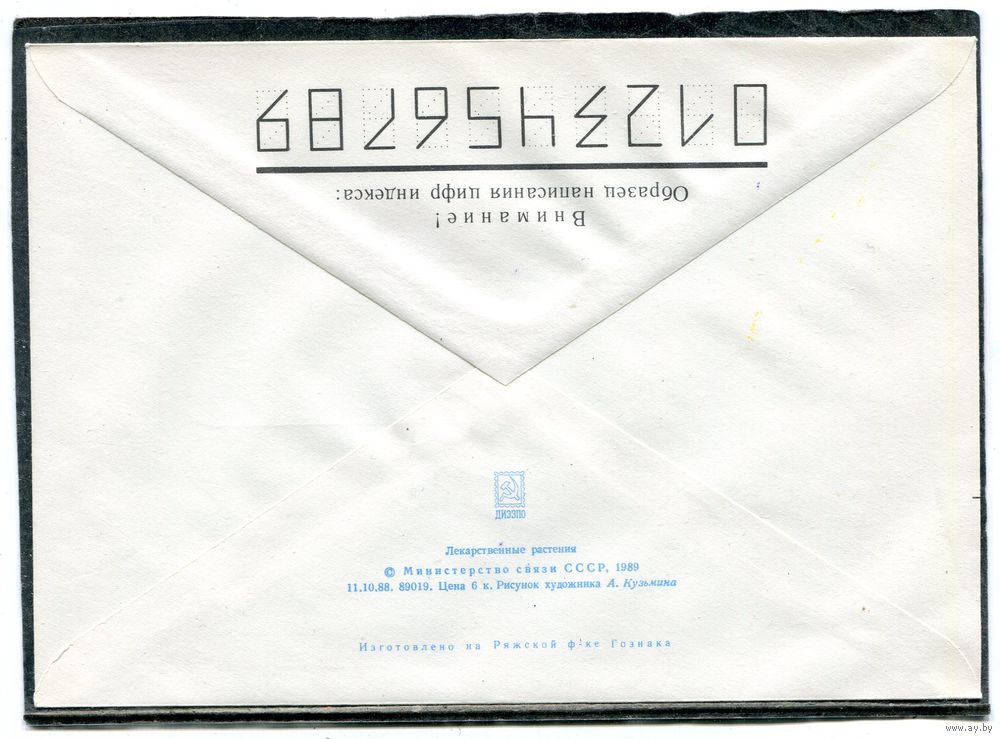 Внимание!
Образец написания цифр индекса:
0123456789
ДИЭЗПО
Лекарственные растения
© Министерство связи СССР, 1989
11.10.88. 89019. Цена 6 к. Рисунок художника А. Кузьмина
Изготовлено на Ряжской ф-ке Гознака
www.ay.by